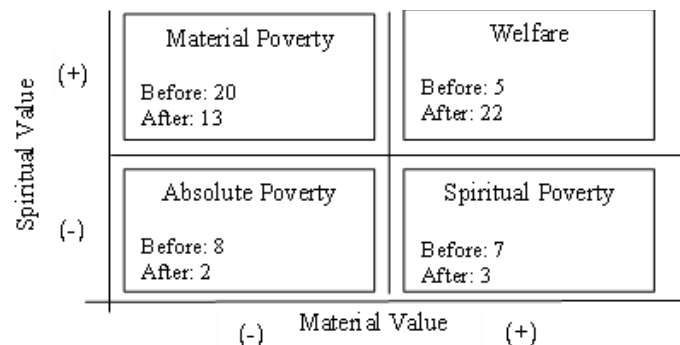 Material Poverty
Before: 20
After: 13
Welfare
Before: 5
After: 22
Spiritual Value
(+)
(-)
Absolute Poverty
Before: 8
After: 2
Spiritual Poverty
Before: 7
After: 3
(-)
Material Value
(+)